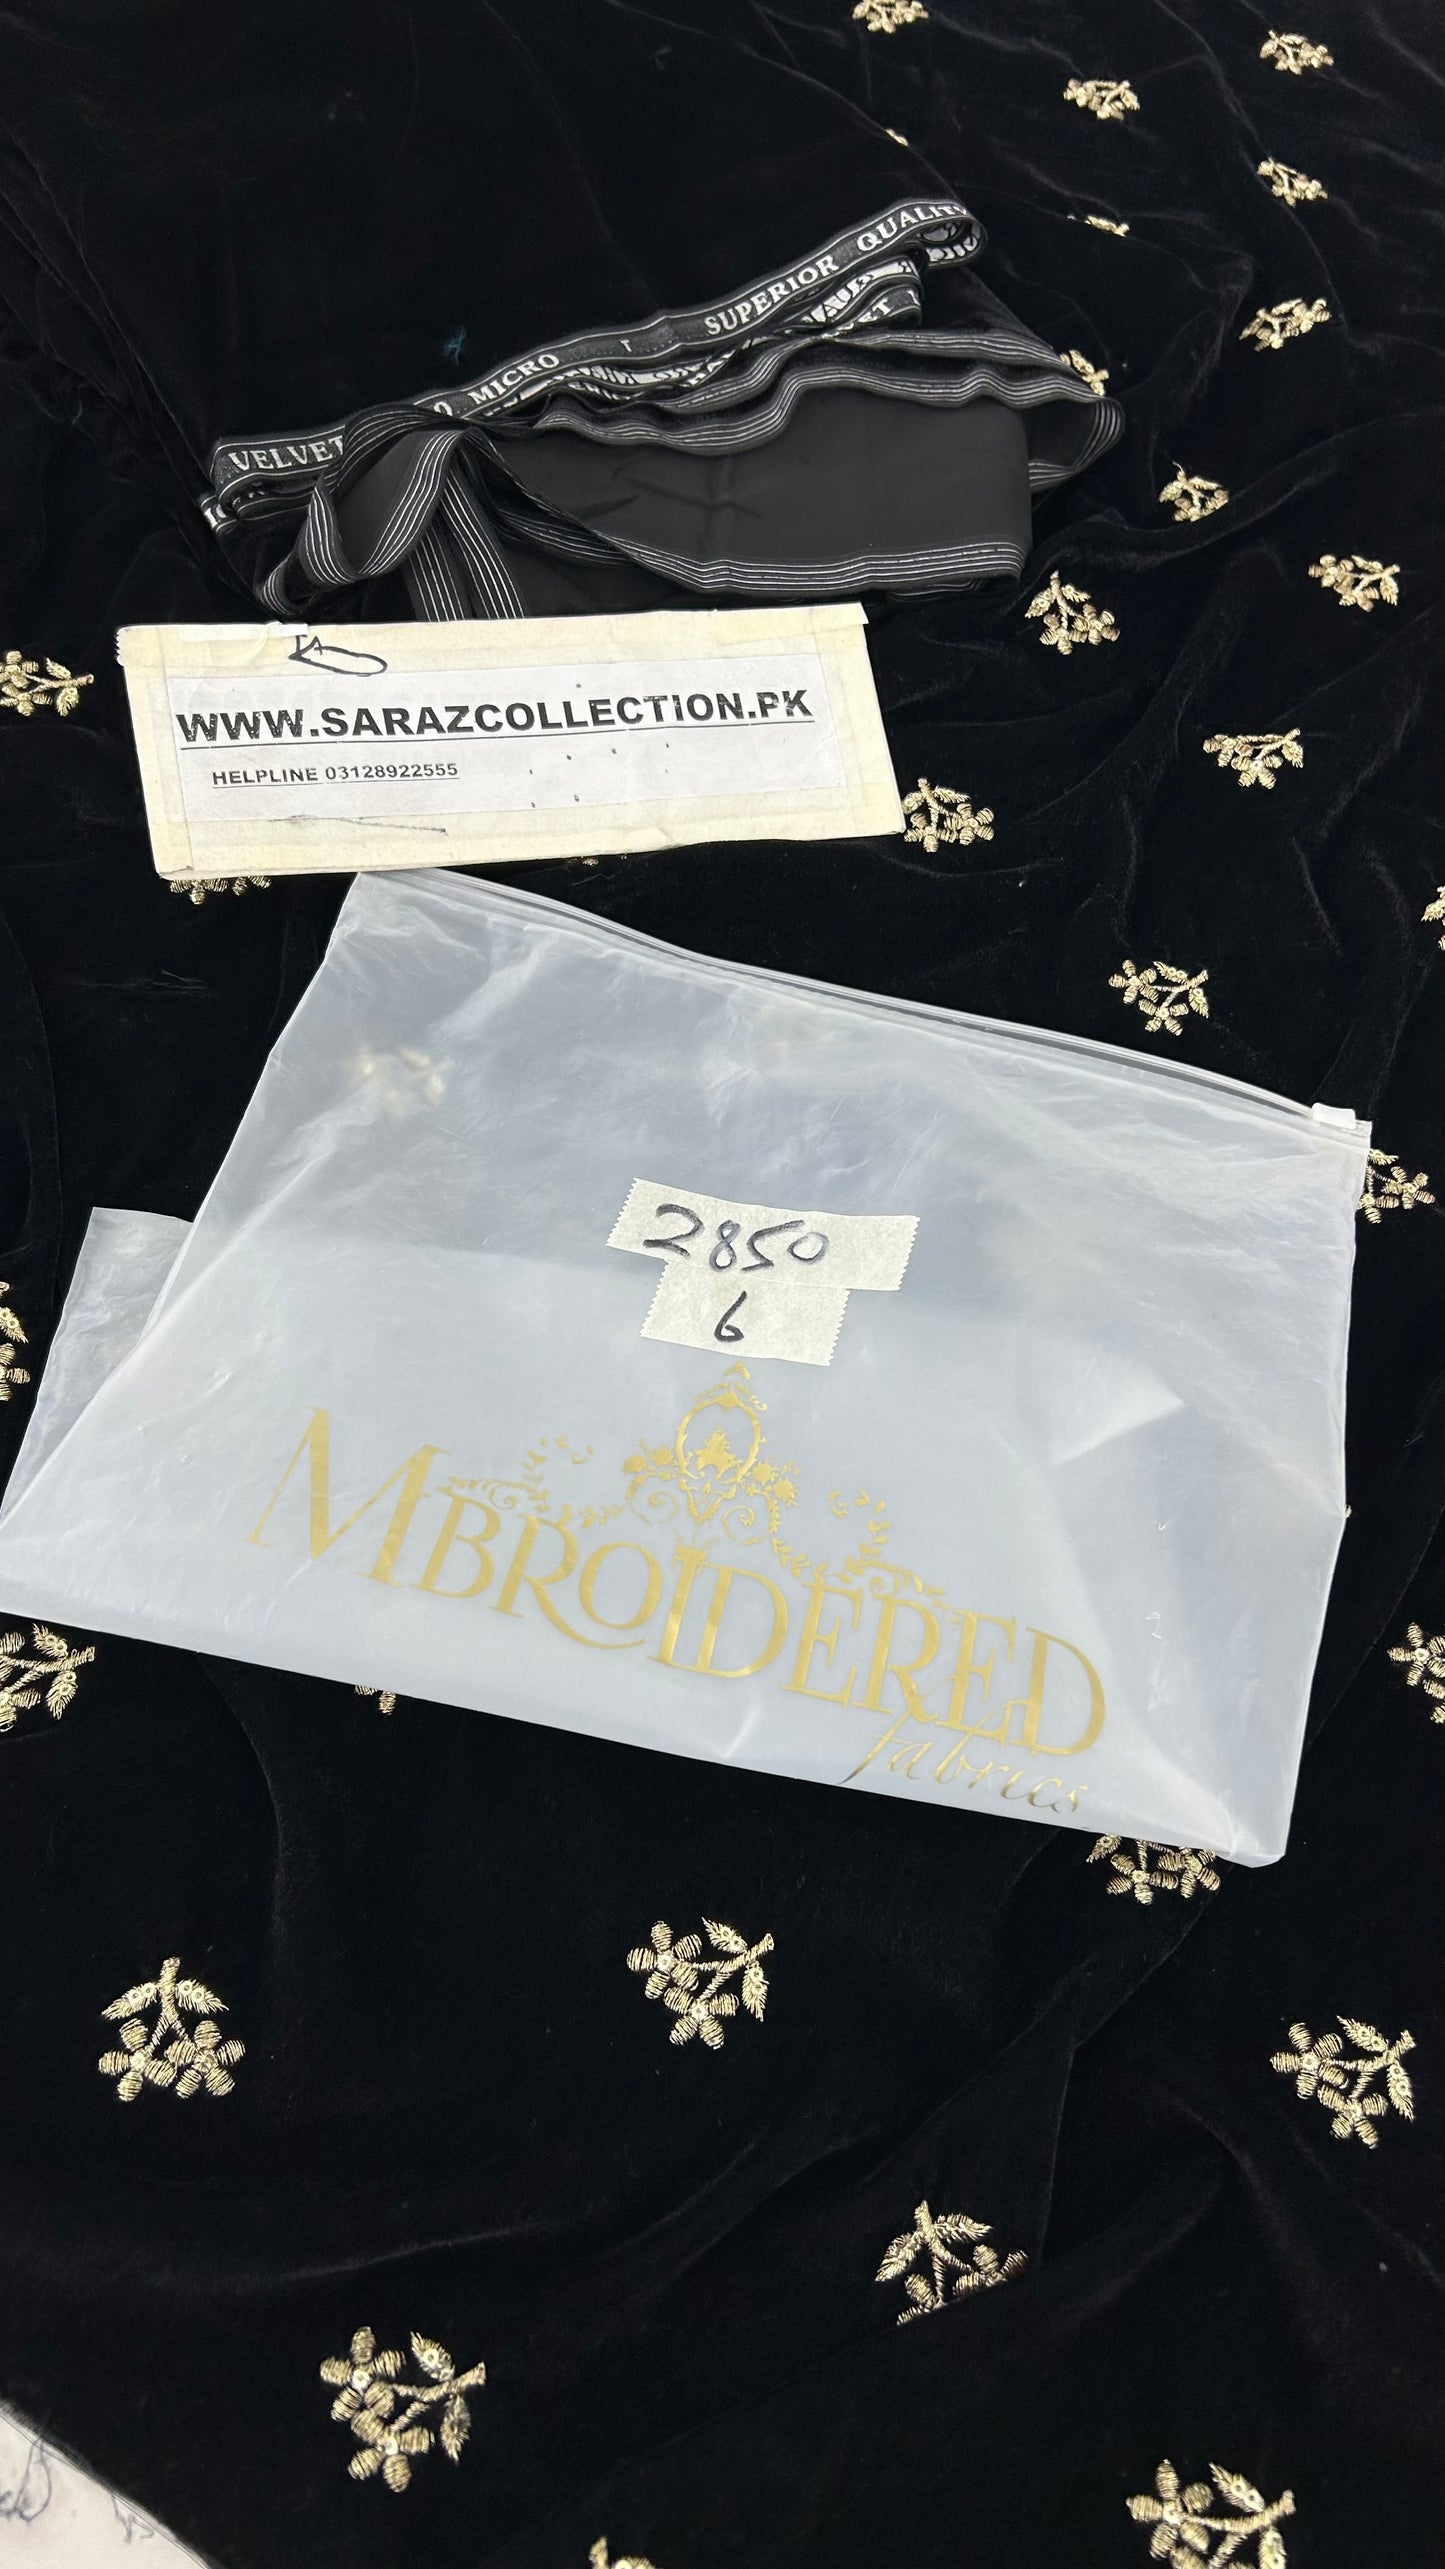 SUPERIOR QUALITY
VELVET
MICRO
WWW.SARAZCOLLECTION.PK
HELPLINE 03128922555
2850
6
MBROIDERED
fabrics